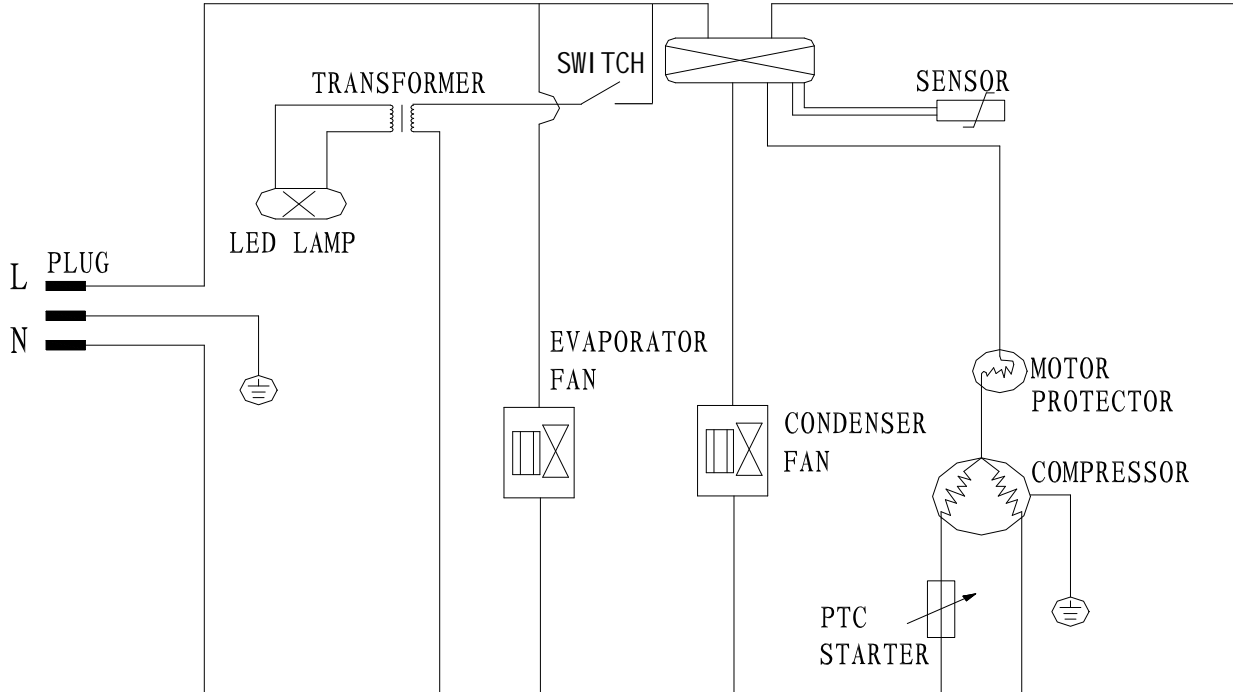 SWITCH
TRANSFORMER
SENSOR
LED LAMP
PLUG
L
N
EVAPORATOR
FAN
MOTOR
PROTECTOR
CONDENSER
FAN
COMPRESSOR
PTC
STARTER